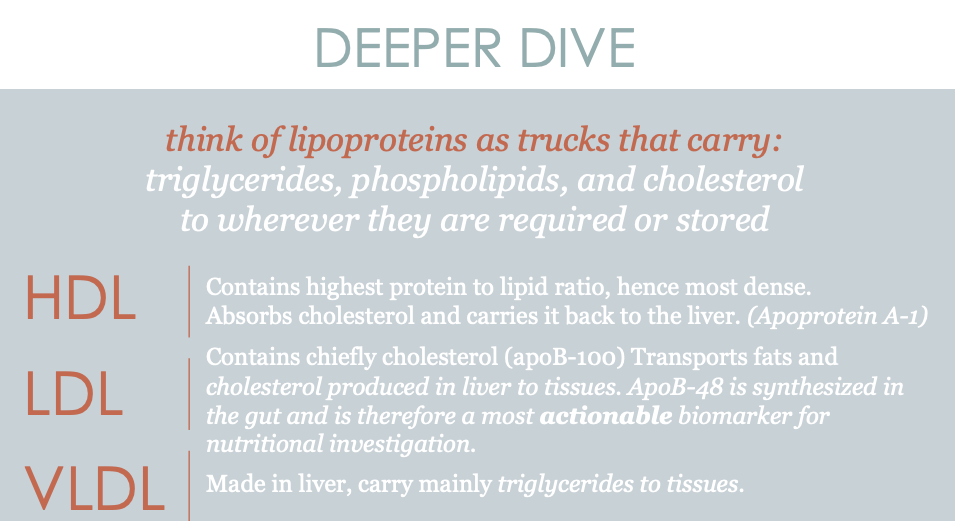 DEEPER DIVE
think of lipoproteins as trucks that carry:
triglycerides, phospholipids, and cholesterol
to wherever they are required or stored
HDL
Contains highest protein to lipid ratio, hence most dense.
Absorbs cholesterol and carries it back to the liver. (Apoprotein A-1)
LDL
Contains chiefly cholesterol (apoB-100) Transports fats and
cholesterol produced in liver to tissues. ApoB-48 is synthesized in
the gut and is therefore a most actionable biomarker for
nutritional investigation.
VLDL
Made in liver, carry mainly triglycerides to tissues.